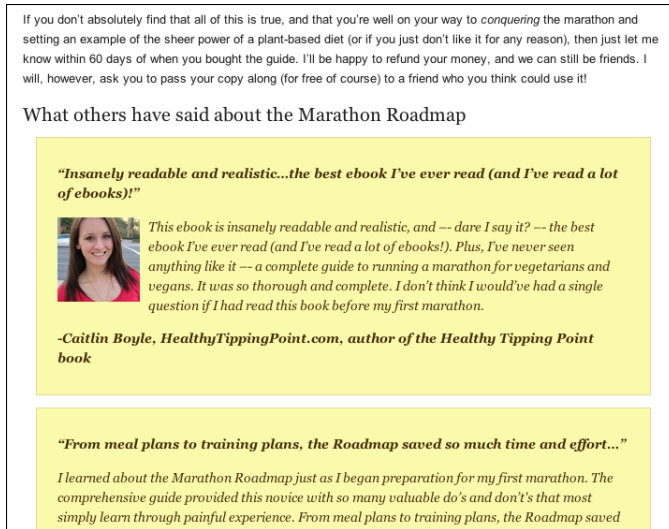 If you don't absolutely find that all of this is true, and that you're well on your way to conquering the marathon and
setting an example of the sheer power of a plant-based diet (or if you just don't like it for any reason), then just let me
know within 60 days of when you bought the guide. I'll be happy to refund your money, and we can still be friends. I
will, however, ask you to pass your copy along (for free of course) to a friend who you think could use it!
What others have said about the Marathon Roadmap
“Insanely readable and realistic...the best ebook I've ever read (and I've read a lot
of ebooks)!”
This ebook is insanely readable and realistic, and –- dare I say it? –- the best
ebook I've ever read (and I've read a lot of ebooks!). Plus, I've never seen
anything like it –- a complete guide to running a marathon for vegetarians and
vegans. It was so thorough and complete. I don't think I would've had a single
question if I had read this book before my first marathon.
-Caitlin Boyle, HealthyTippingPoint.com, author of the Healthy Tipping Point
book
“From meal plans to training plans, the Roadmap saved so much time and effort...”
I learned about the Marathon Roadmap just as I began preparation for my first marathon. The
comprehensive guide provided this novice with so many valuable do's and don't's that most
simply learn through painful experience. From meal plans to training plans, the Roadmap saved